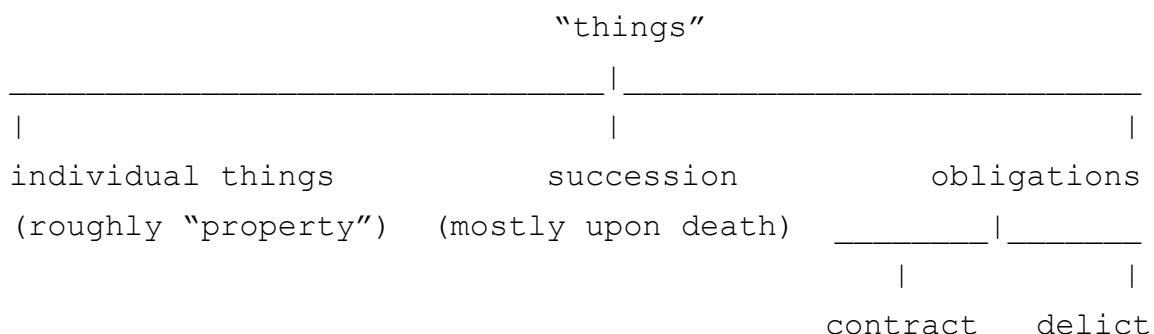 “things”
individual things succession obligations
(roughly “property”) (mostly upon death)
contract delict